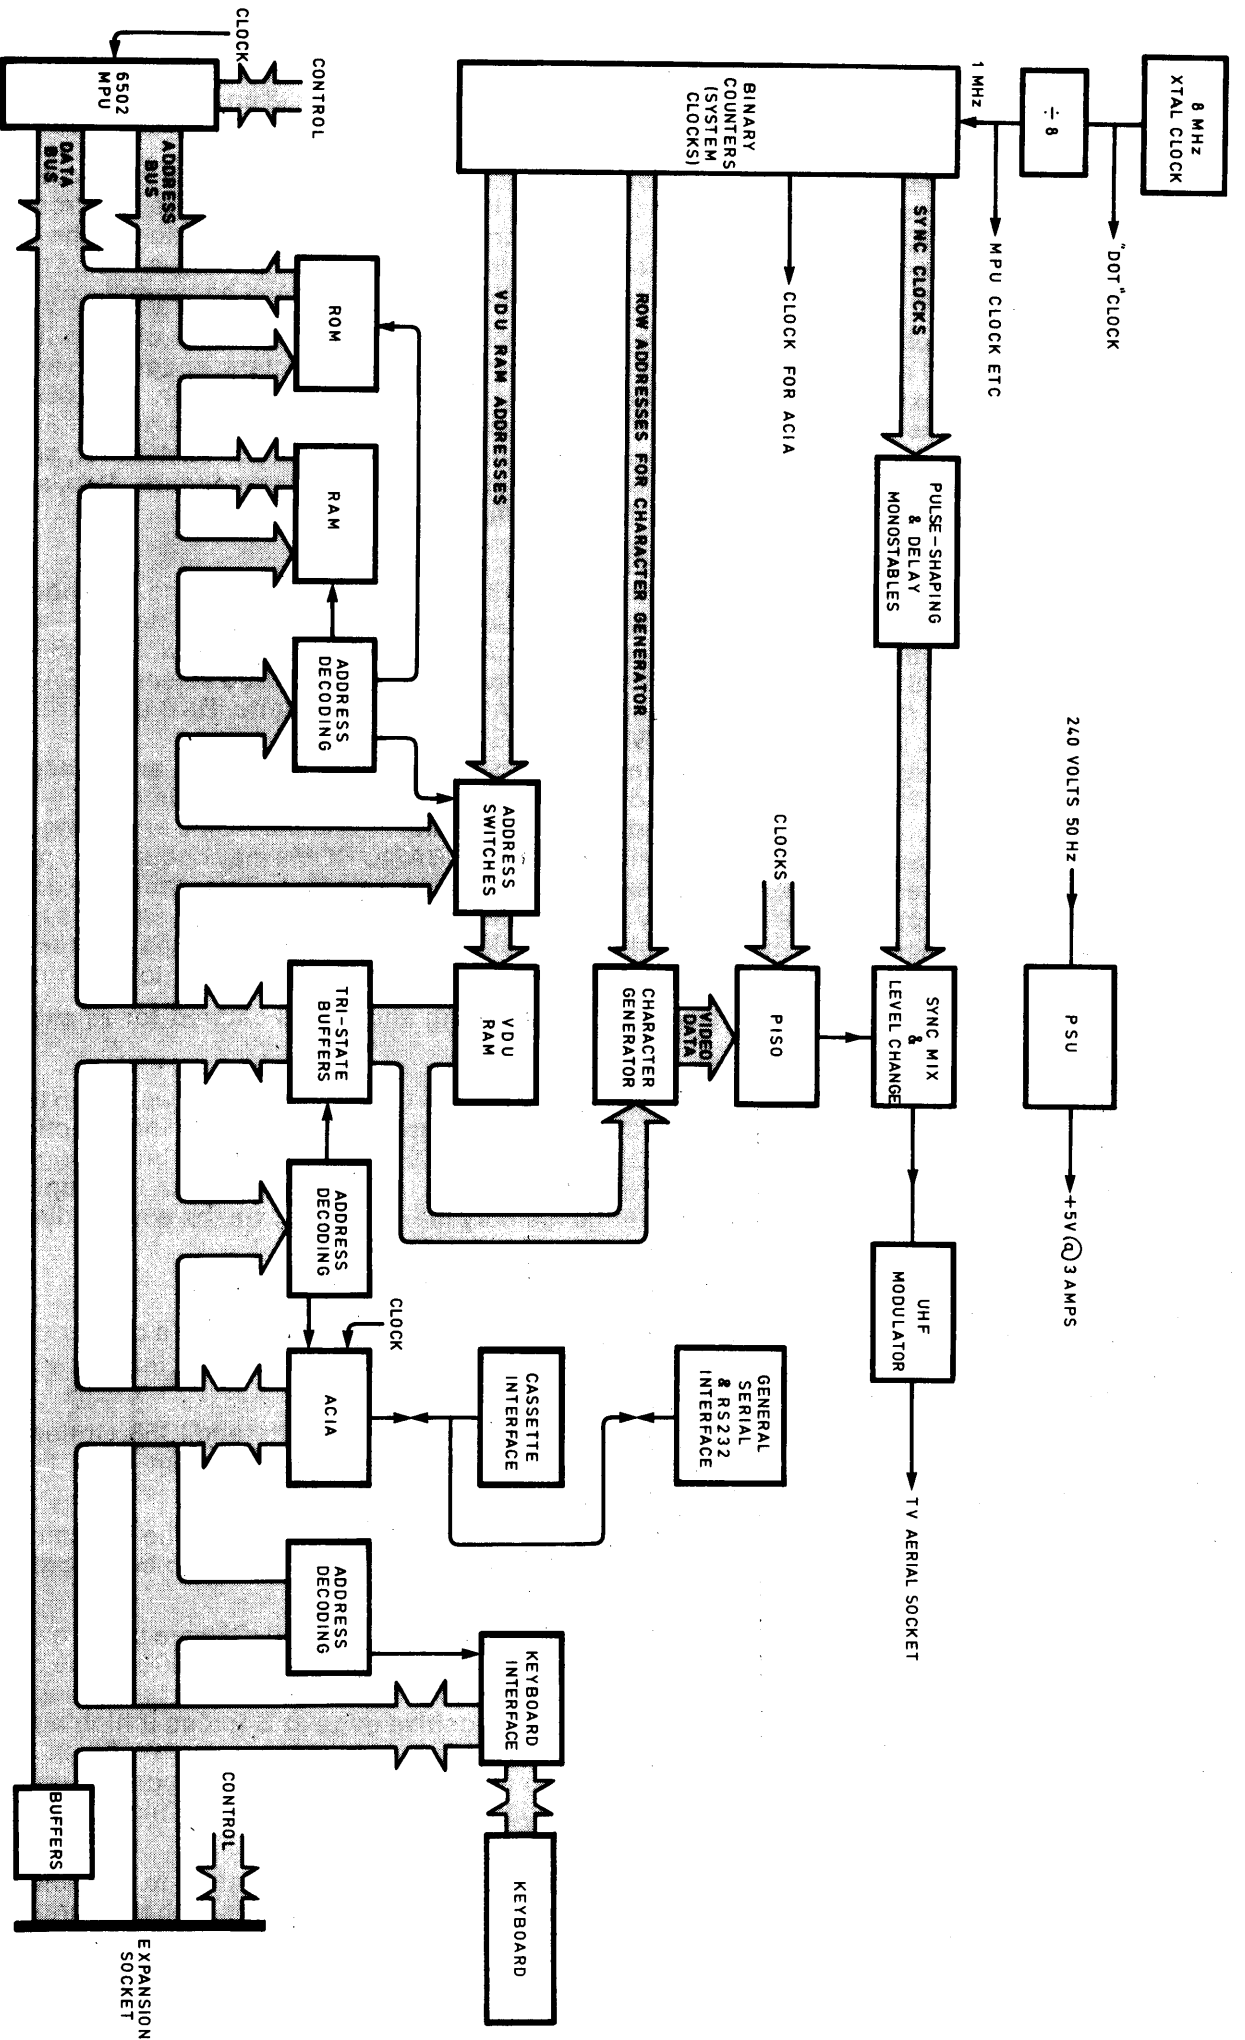 8 MHz
XTAL CLOCK
÷ 8
"DOT" CLOCK
1 MHz
MPU CLOCK ETC
240 VOLTS 50 Hz
PSU
+5V @ 3 AMPS
BINARY
COUNTERS
(SYSTEM
CLOCKS)
SYNC CLOCKS
PULSE-SHAPING
& DELAY
MONOSTABLES
SYNC MIX
&
LEVEL CHANGE
UHF
MODULATOR
TV AERIAL SOCKET
CLOCK FOR ACIA
CLOCKS
PISO
VIDEO
DATA
GENERAL
SERIAL
& RS232
INTERFACE
ROW ADDRESSES FOR CHARACTER GENERATOR
CHARACTER
GENERATOR
VDU RAM ADDRESSES
ADDRESS
SWITCHES
VDU
RAM
CASSETTE
INTERFACE
KEYBOARD
INTERFACE
KEYBOARD
CLOCK
CONTROL
6502
MPU
ROM
RAM
ADDRESS
DECODING
TRI-STATE
BUFFERS
ADDRESS
DECODING
CLOCK
ACIA
ADDRESS
DECODING
CONTROL
ADDRESS
BUS
DATA
BUS
BUFFERS
EXPANSION
SOCKET